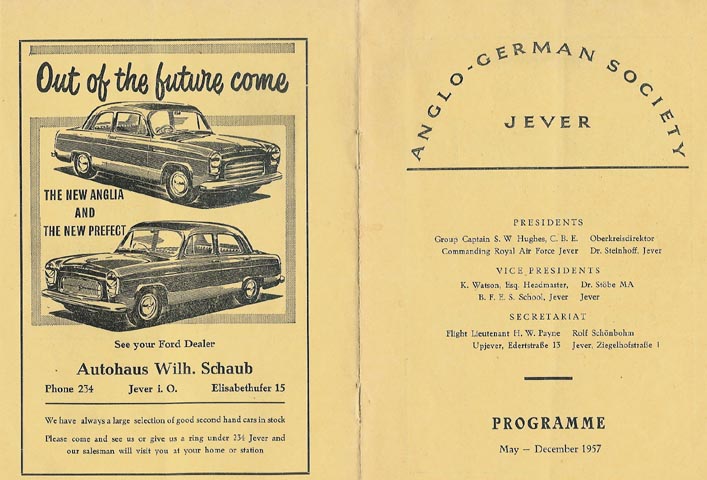 Out of the future come
THE NEW ANGLIA
AND
THE NEW PREFECT
See your Ford Dealer
Autohaus Wilh. Schaub
Phone 234 Jever i. O. Elisabethufer 15
We have always a large selection of good second hand cars in stock
Please come and see us or give us a ring under 234 Jever and
our salesman will visit you at your home or station
ANGLO-GERMAN SOCIETY
JEVER
PRESIDENTS
Group Captain S. W Hughes, C. B. E. Oberkreisdirektor
Commanding Royal Air Force Jever Dr. Steinhoff, Jever
VICE PRESIDENTS
K. Watson, Esq. Headmaster, Dr. Stöbe MA
B. F. E. S. School, Jever Jever
SECRETARIAT
Flight Lieutenant H. W. Payne Rolf Schönbohm
Upjever, Edertstraße 13 Jever, Ziegelhofstraße 1
PROGRAMME
May – December 1957